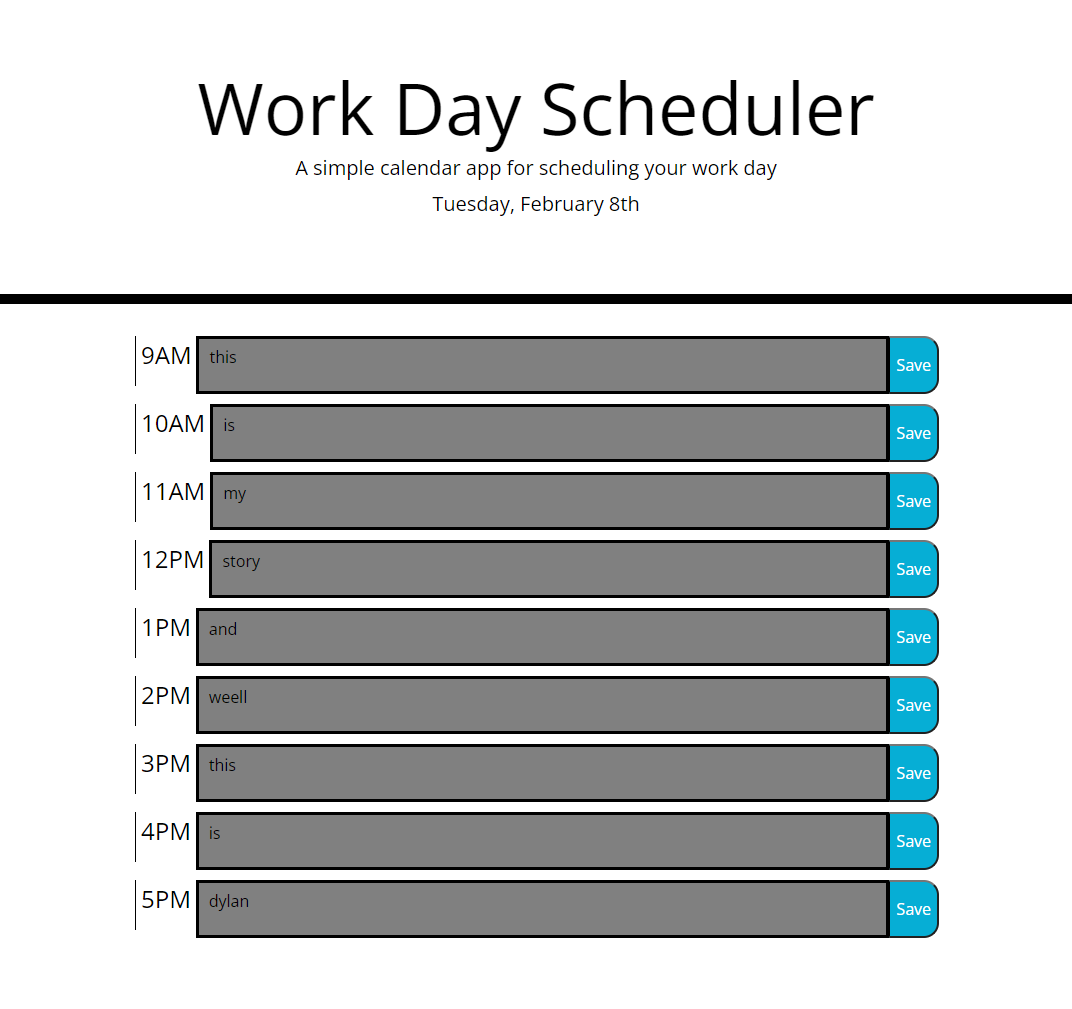 Work Day Scheduler
A simple calendar app for scheduling your work day
Tuesday, February 8th
9AM this Save
10AM is Save
11AM my Save
12PM story Save
1PM and Save
2PM weell Save
3PM this Save
4PM is Save
5PM dylan Save